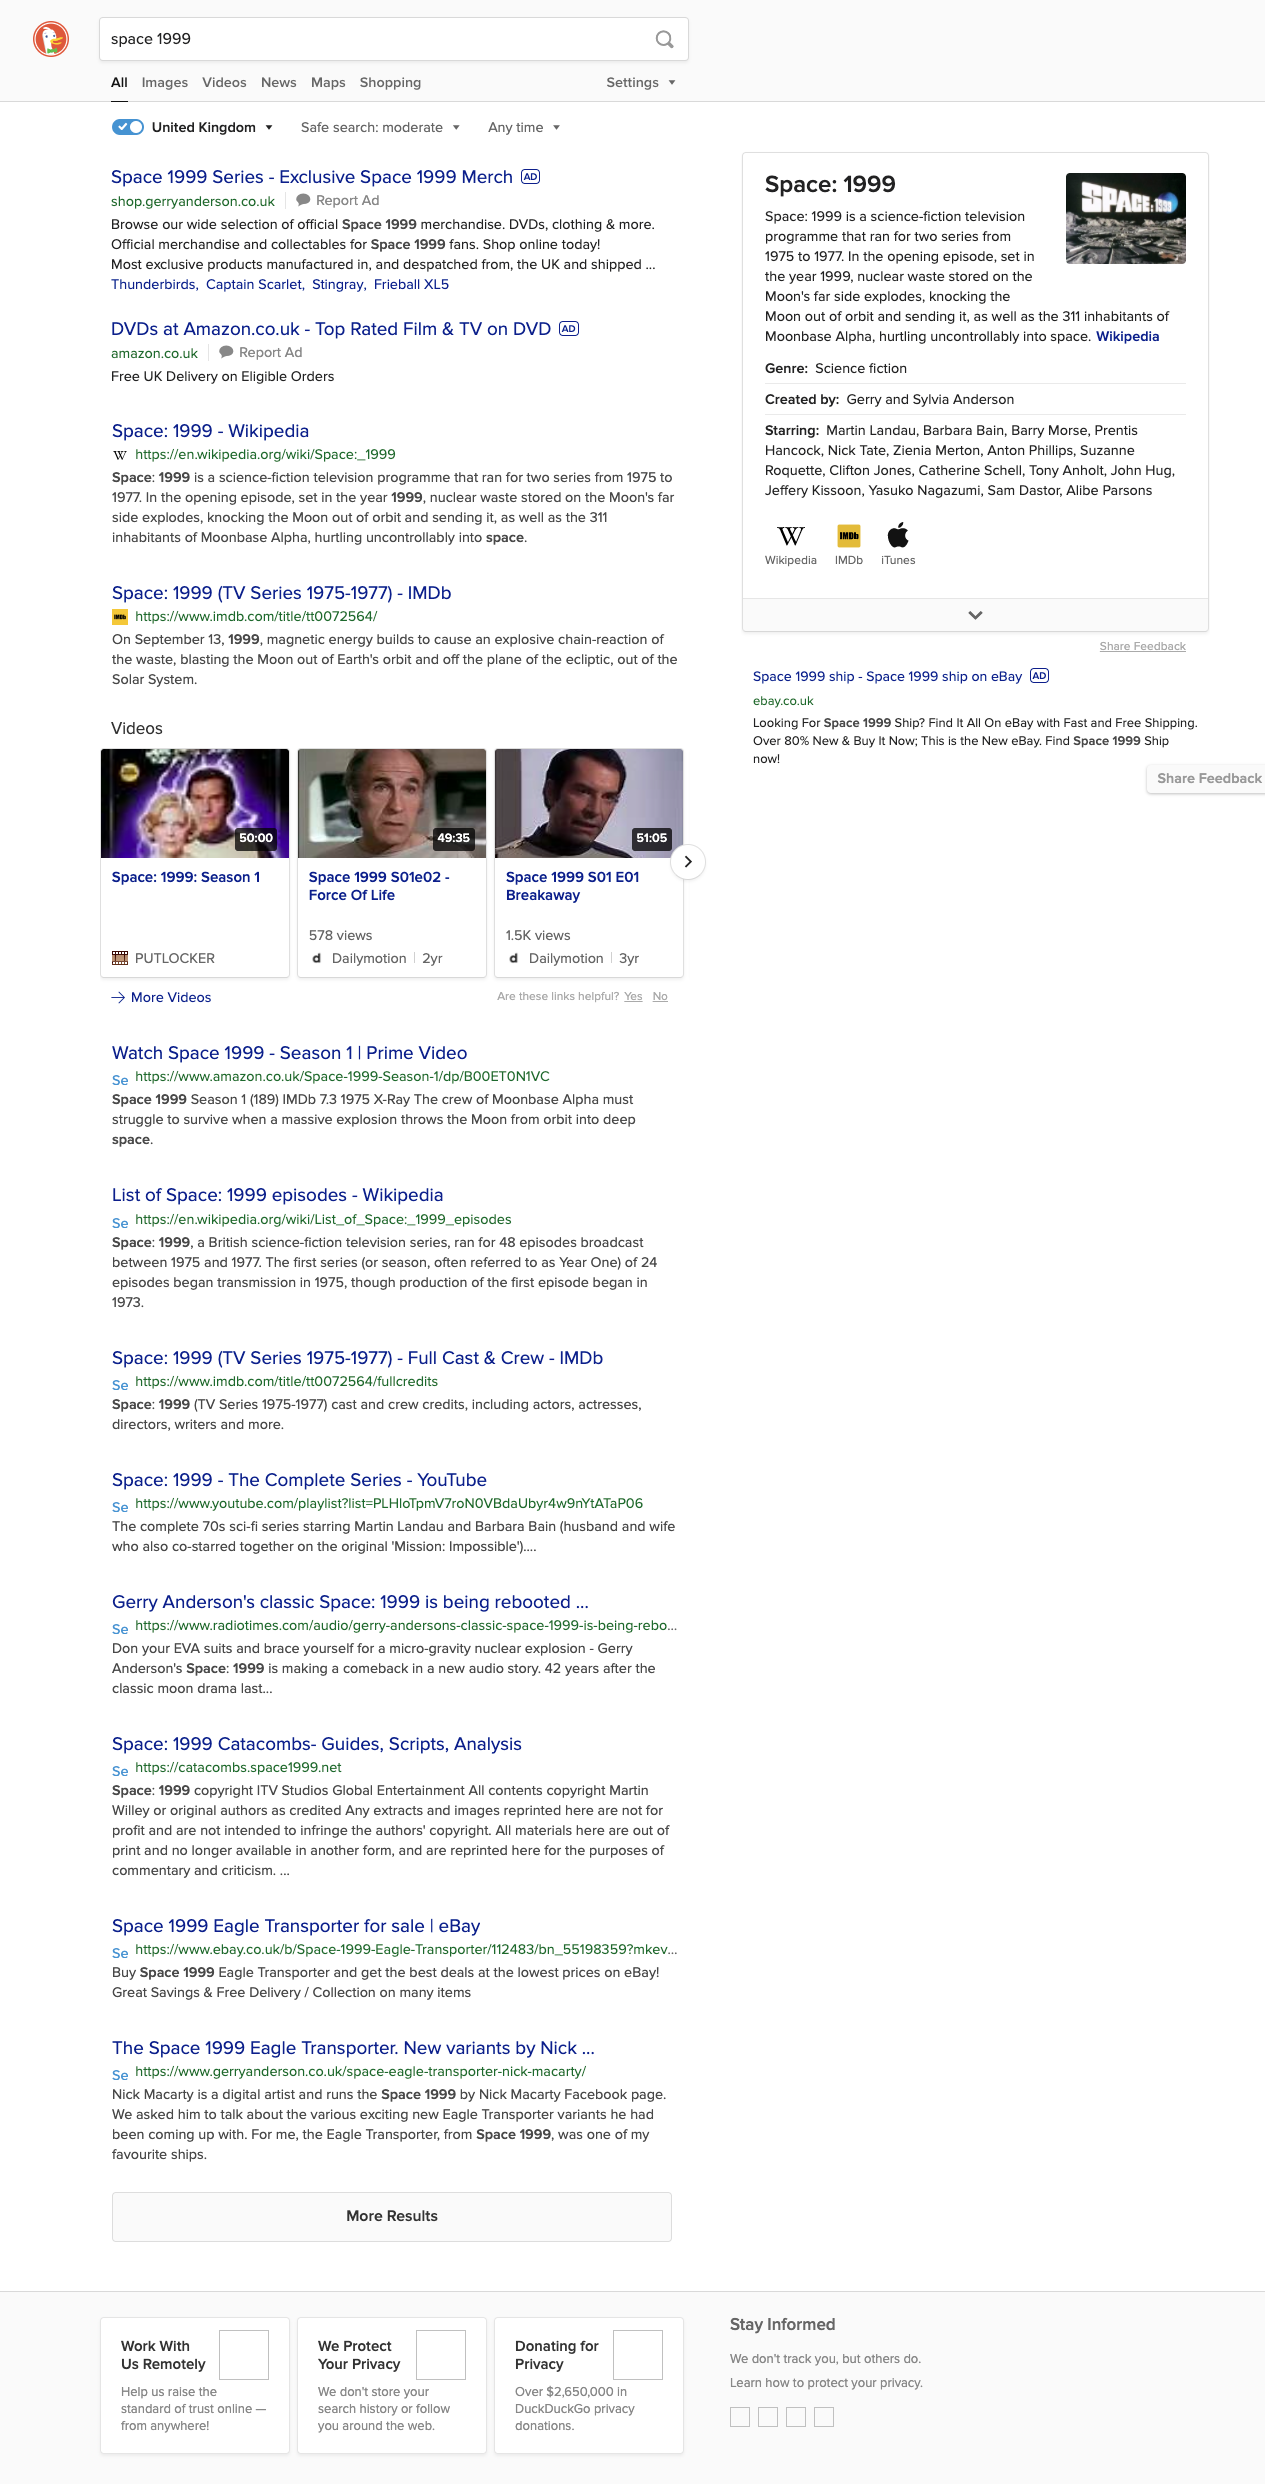 space 1999
All Images Videos News Maps Shopping Settings
United Kingdom Safe search: moderate Any time
Space 1999 Series - Exclusive Space 1999 Merch AD
shop.gerryanderson.co.uk Report Ad
Browse our wide selection of official Space 1999 merchandise. DVDs, clothing & more.
Official merchandise and collectables for Space 1999 fans. Shop online today!
Most exclusive products manufactured in, and despatched from, the UK and shipped ...
Thunderbirds, Captain Scarlet, Stingray, Frieball XL5
DVDs at Amazon.co.uk - Top Rated Film & TV on DVD AD
amazon.co.uk Report Ad
Free UK Delivery on Eligible Orders
Space: 1999 - Wikipedia
W https://en.wikipedia.org/wiki/Space:_1999
Space: 1999 is a science-fiction television programme that ran for two series from 1975 to
1977. In the opening episode, set in the year 1999, nuclear waste stored on the Moon's far
side explodes, knocking the Moon out of orbit and sending it, as well as the 311
inhabitants of Moonbase Alpha, hurtling uncontrollably into space.
Space: 1999 (TV Series 1975-1977) - IMDb
IMDb https://www.imdb.com/title/tt0072564/
On September 13, 1999, magnetic energy builds to cause an explosive chain-reaction of
the waste, blasting the Moon out of Earth's orbit and off the plane of the ecliptic, out of the
Solar System.
Videos
50:00
Space: 1999: Season 1
PUTLOCKER
49:35
Space 1999 S01e02 -
Force Of Life
578 views
d Dailymotion 2yr
51:05
Space 1999 S01 E01
Breakaway
1.5K views
d Dailymotion 3yr
More Videos
Are these links helpful? Yes No
Watch Space 1999 - Season 1 | Prime Video
Se https://www.amazon.co.uk/Space-1999-Season-1/dp/B00ET0N1VC
Space 1999 Season 1 (189) IMDb 7.3 1975 X-Ray The crew of Moonbase Alpha must
struggle to survive when a massive explosion throws the Moon from orbit into deep
space.
List of Space: 1999 episodes - Wikipedia
Se https://en.wikipedia.org/wiki/List_of_Space:_1999_episodes
Space: 1999, a British science-fiction television series, ran for 48 episodes broadcast
between 1975 and 1977. The first series (or season, often referred to as Year One) of 24
episodes began transmission in 1975, though production of the first episode began in
1973.
Space: 1999 (TV Series 1975-1977) - Full Cast & Crew - IMDb
Se https://www.imdb.com/title/tt0072564/fullcredits
Space: 1999 (TV Series 1975-1977) cast and crew credits, including actors, actresses,
directors, writers and more.
Space: 1999 - The Complete Series - YouTube
Se https://www.youtube.com/playlist?list=PLHIoTpmV7roN0VBdaUbyr4w9nYtATaP06
The complete 70s sci-fi series starring Martin Landau and Barbara Bain (husband and wife
who also co-starred together on the original 'Mission: Impossible')....
Gerry Anderson's classic Space: 1999 is being rebooted ...
Se https://www.radiotimes.com/audio/gerry-andersons-classic-space-1999-is-being-rebo...
Don your EVA suits and brace yourself for a micro-gravity nuclear explosion - Gerry
Anderson's Space: 1999 is making a comeback in a new audio story. 42 years after the
classic moon drama last...
Space: 1999 Catacombs- Guides, Scripts, Analysis
Se https://catacombs.space1999.net
Space: 1999 copyright ITV Studios Global Entertainment All contents copyright Martin
Willey or original authors as credited Any extracts and images reprinted here are not for
profit and are not intended to infringe the authors' copyright. All materials here are out of
print and no longer available in another form, and are reprinted here for the purposes of
commentary and criticism. ...
Space 1999 Eagle Transporter for sale | eBay
Se https://www.ebay.co.uk/b/Space-1999-Eagle-Transporter/112483/bn_55198359?mkev...
Buy Space 1999 Eagle Transporter and get the best deals at the lowest prices on eBay!
Great Savings & Free Delivery / Collection on many items
The Space 1999 Eagle Transporter. New variants by Nick ...
Se https://www.gerryanderson.co.uk/space-eagle-transporter-nick-macarty/
Nick Macarty is a digital artist and runs the Space 1999 by Nick Macarty Facebook page.
We asked him to talk about the various exciting new Eagle Transporter variants he had
been coming up with. For me, the Eagle Transporter, from Space 1999, was one of my
favourite ships.
More Results
Space: 1999
SPACE: 1999
Space: 1999 is a science-fiction television
programme that ran for two series from
1975 to 1977. In the opening episode, set in
the year 1999, nuclear waste stored on the
Moon's far side explodes, knocking the
Moon out of orbit and sending it, as well as the 311 inhabitants of
Moonbase Alpha, hurtling uncontrollably into space. Wikipedia
Genre: Science fiction
Created by: Gerry and Sylvia Anderson
Starring: Martin Landau, Barbara Bain, Barry Morse, Prentis
Hancock, Nick Tate, Zienia Merton, Anton Phillips, Suzanne
Roquette, Clifton Jones, Catherine Schell, Tony Anholt, John Hug,
Jeffery Kissoon, Yasuko Nagazumi, Sam Dastor, Alibe Parsons
W IMDb
Wikipedia IMDb iTunes
Share Feedback
Space 1999 ship - Space 1999 ship on eBay AD
ebay.co.uk
Looking For Space 1999 Ship? Find It All On eBay with Fast and Free Shipping.
Over 80% New & Buy It Now; This is the New eBay. Find Space 1999 Ship
now!
Share Feedback
Work With
Us Remotely
Help us raise the
standard of trust online —
from anywhere!
We Protect
Your Privacy
We don't store your
search history or follow
you around the web.
Donating for
Privacy
Over $2,650,000 in
DuckDuckGo privacy
donations.
Stay Informed
We don't track you, but others do.
Learn how to protect your privacy.